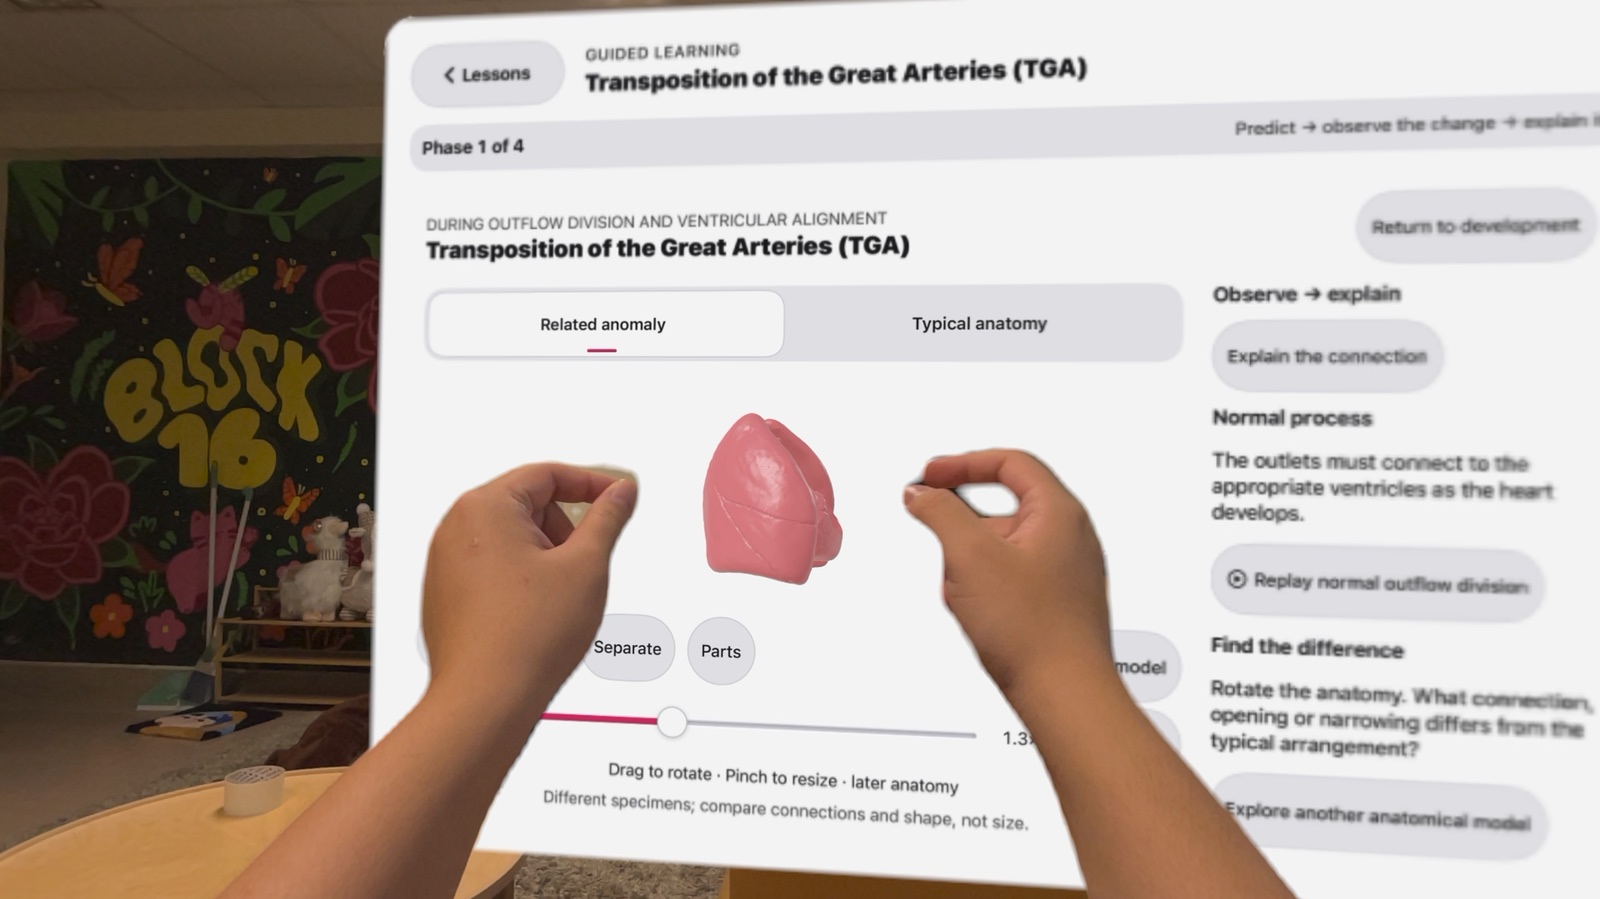 Lessons
GUIDED LEARNING
Transposition of the Great Arteries (TGA)
Phase 1 of 4
Predict → observe the change → explain
DURING OUTFLOW DIVISION AND VENTRICULAR ALIGNMENT
Transposition of the Great Arteries (TGA)
Return to development
Related anomaly
Typical anatomy
Observe → explain
Explain the connection
Normal process
The outlets must connect to the
appropriate ventricles as the heart
develops.
Replay normal outflow division
Find the difference
Rotate the anatomy. What connection,
opening or narrowing differs from the
typical arrangement?
Explore another anatomical model
Separate
Parts
model
1.3
Drag to rotate · Pinch to resize · later anatomy
Different specimens; compare connections and shape, not size.
BLOCK
16